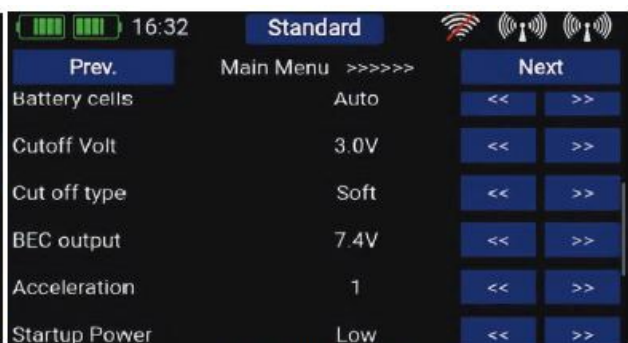 16:32 Standard
Prev. Main Menu >>>>>> Next
Battery cells Auto << >>
Cutoff Volt 3.0V << >>
Cut off type Soft << >>
BEC output 7.4V << >>
Acceleration 1 << >>
Startup Power Low << >>